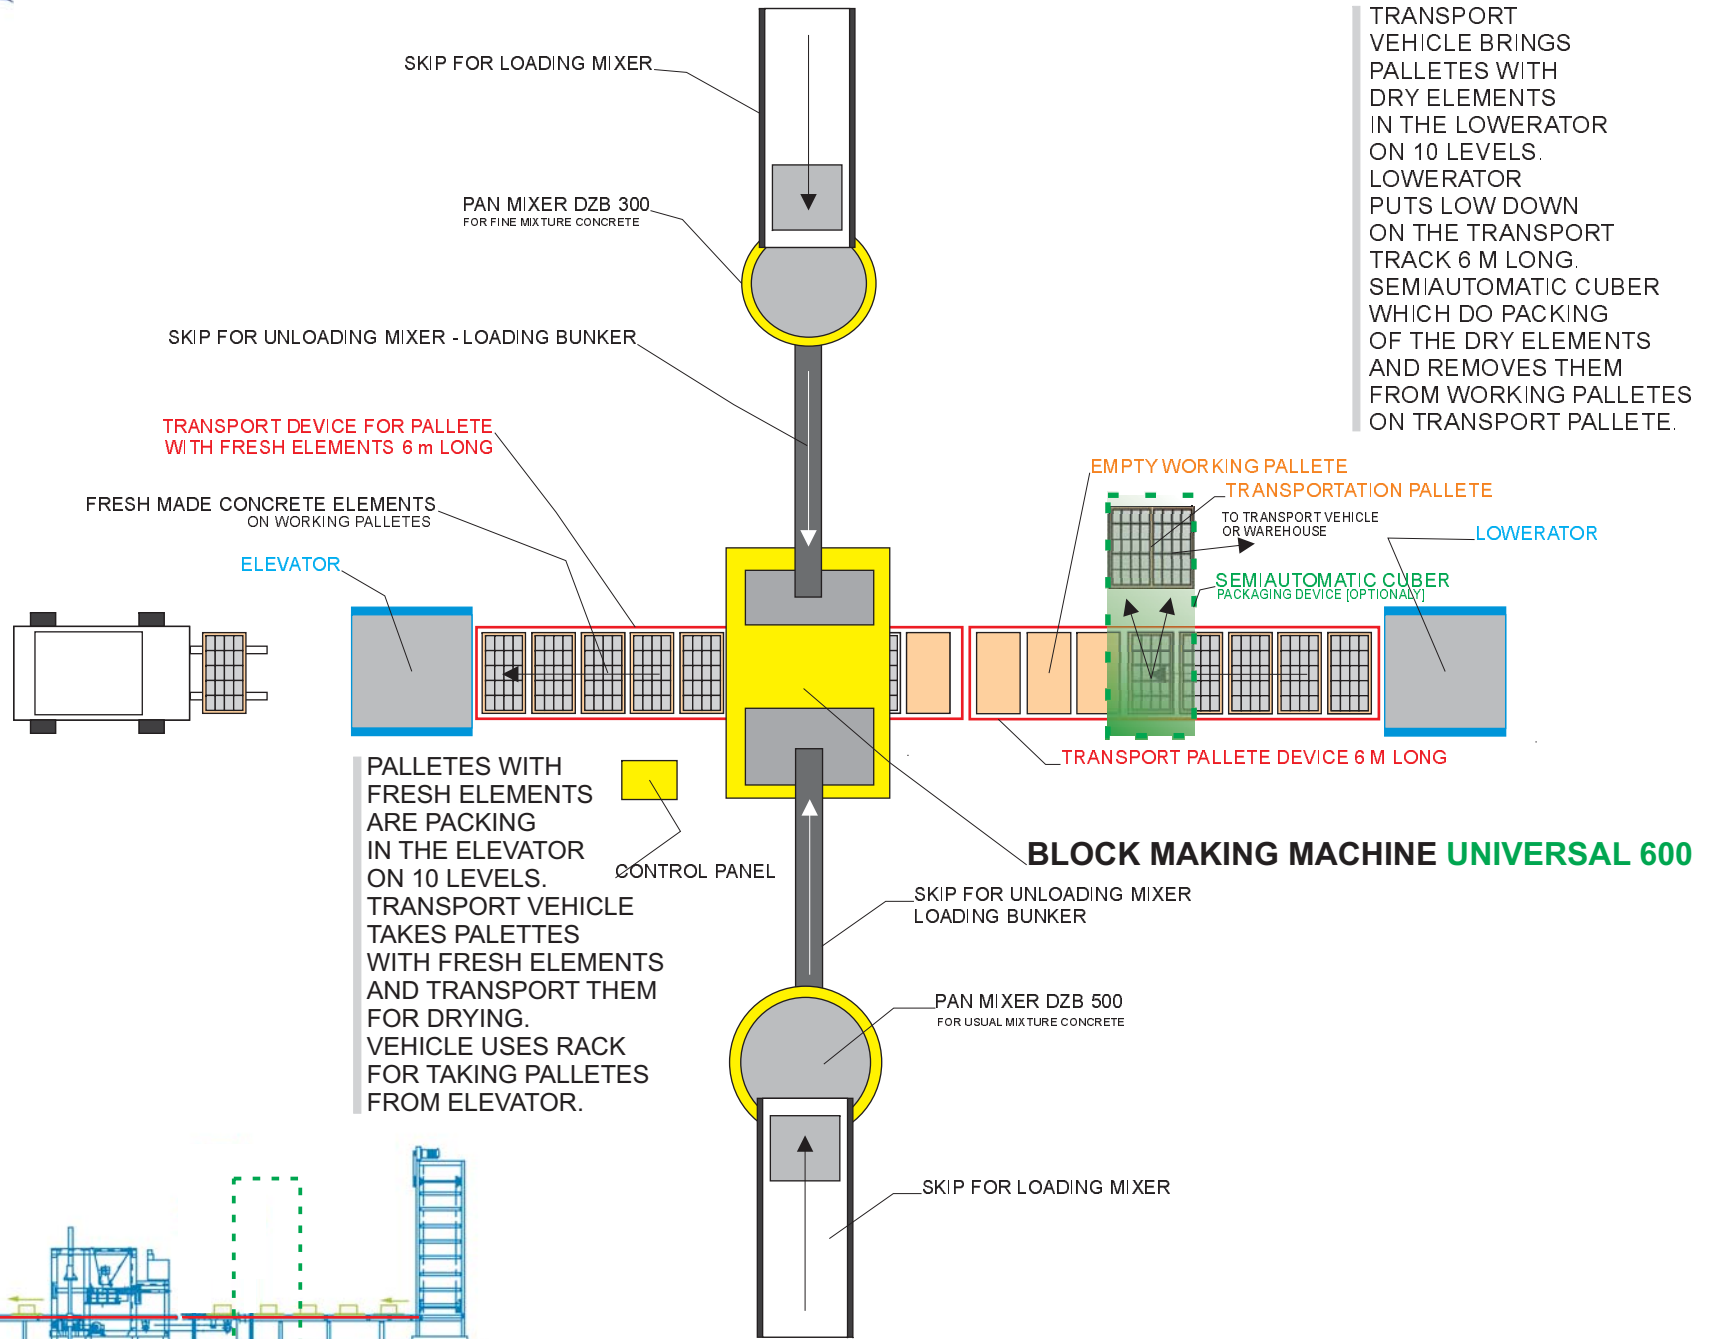 TRANSPORT
VEHICLE BRINGS
PALLETES WITH
DRY ELEMENTS
IN THE LOWERATOR
ON 10 LEVELS.
LOWERATOR
PUTS LOW DOWN
ON THE TRANSPORT
TRACK 6 M LONG.
SEMIAUTOMATIC CUBER
WHICH DO PACKING
OF THE DRY ELEMENTS
AND REMOVES THEM
FROM WORKING PALLETES
ON TRANSPORT PALLETE.
SKIP FOR LOADING MIXER
PAN MIXER DZB 300
FOR FINE MIXTURE CONCRETE
SKIP FOR UNLOADING MIXER - LOADING BUNKER
TRANSPORT DEVICE FOR PALLETE
WITH FRESH ELEMENTS 6 m LONG
FRESH MADE CONCRETE ELEMENTS
ON WORKING PALLETES
ELEVATOR
EMPTY WORKING PALLETE
TRANSPORTATION PALLETE
TO TRANSPORT VEHICLE
OR WAREHOUSE
LOWERATOR
SEMIAUTOMATIC CUBER
PACKAGING DEVICE [OPTIONALY]
TRANSPORT PALLETE DEVICE 6 M LONG
PALLETES WITH
FRESH ELEMENTS
ARE PACKING
IN THE ELEVATOR
ON 10 LEVELS.
TRANSPORT VEHICLE
TAKES PALETTES
WITH FRESH ELEMENTS
AND TRANSPORT THEM
FOR DRYING.
VEHICLE USES RACK
FOR TAKING PALLETES
FROM ELEVATOR.
CONTROL PANEL
BLOCK MAKING MACHINE UNIVERSAL 600
SKIP FOR UNLOADING MIXER
LOADING BUNKER
PAN MIXER DZB 500
FOR USUAL MIXTURE CONCRETE
SKIP FOR LOADING MIXER